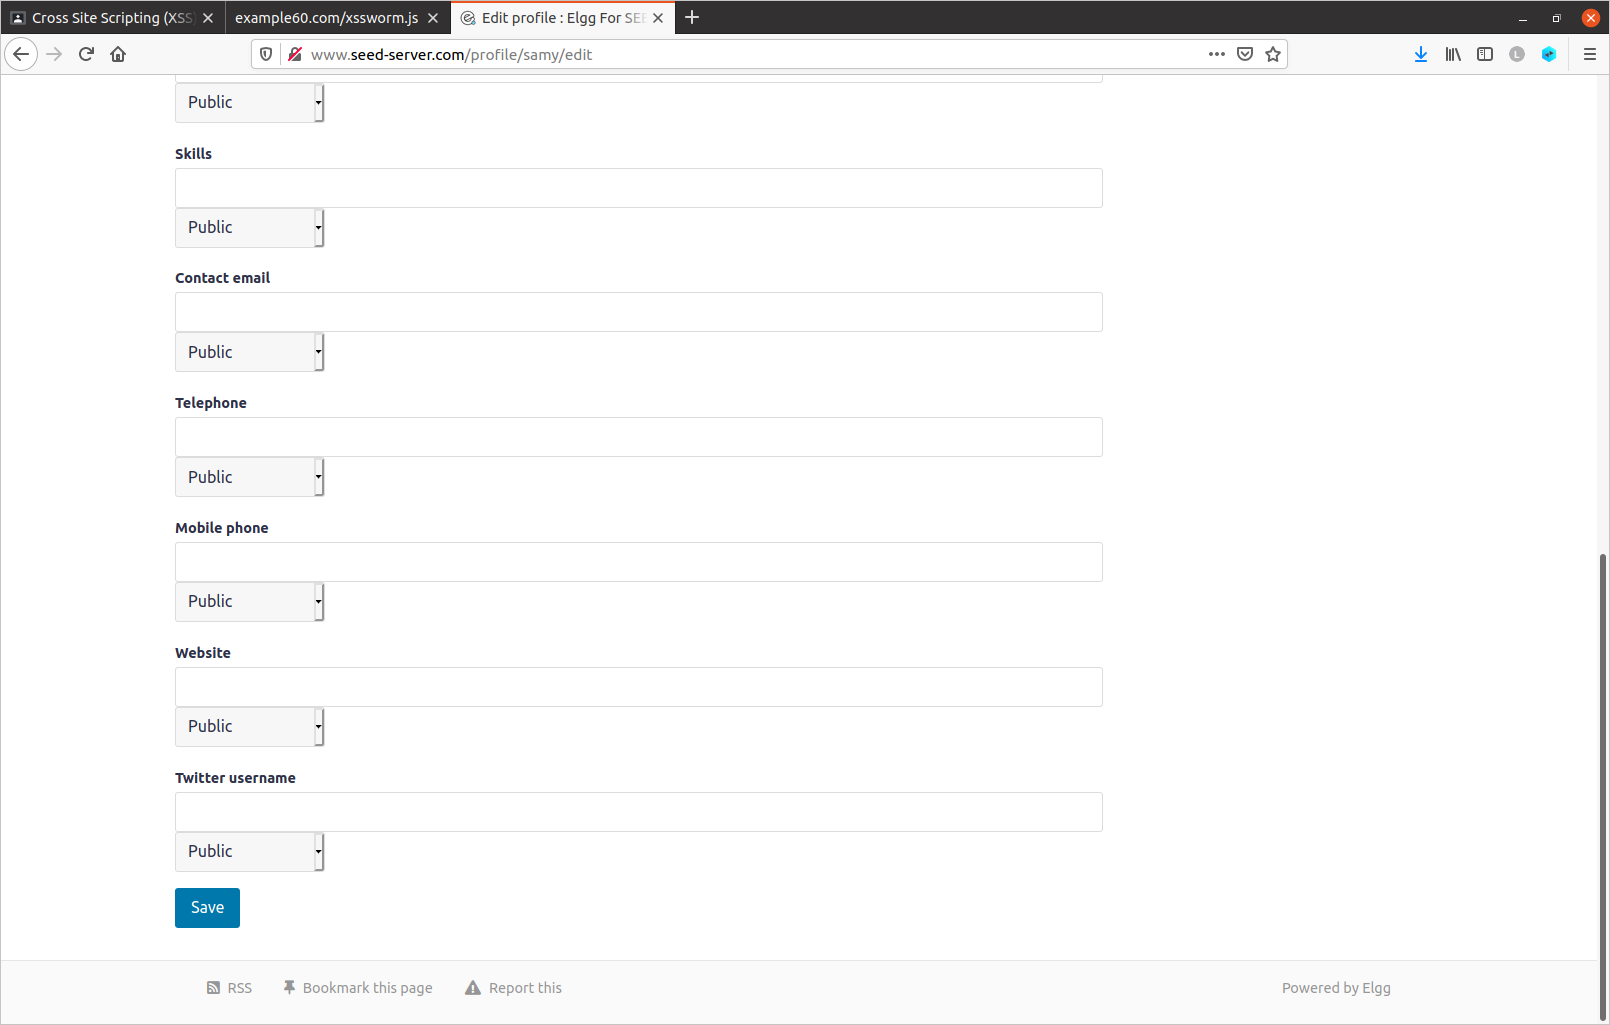 Cross Site Scripting (XSS
example60.com/xssworm.js
Edit profile : Elgg For SEE
www.seed-server.com/profile/samy/edit
L
Public
Skills
Public
Contact email
Public
Telephone
Public
Mobile phone
Public
Website
Public
Twitter username
Public
Save
RSS
Bookmark this page
Report this
Powered by Elgg